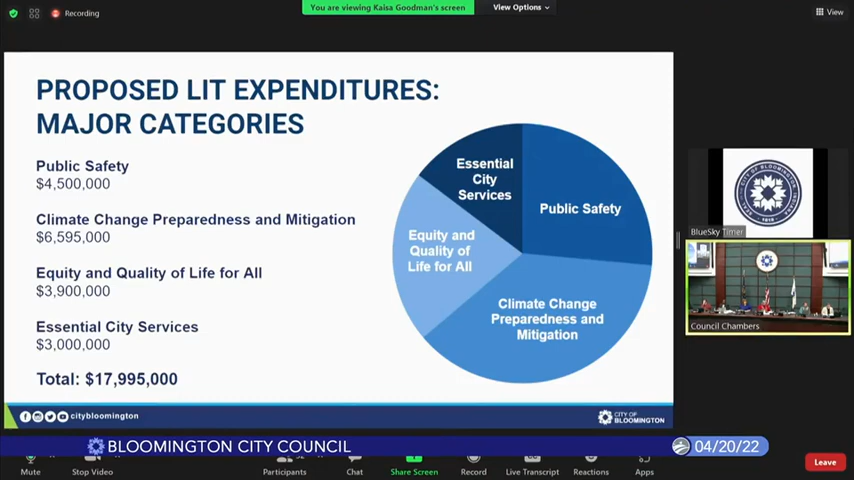 Recording
You are viewing Kaisa Goodman's screen
View Options
View
PROPOSED LIT EXPENDITURES:
MAJOR CATEGORIES
Public Safety
$4,500,000
Climate Change Preparedness and Mitigation
$6,595,000
Equity and Quality of Life for All
$3,900,000
Essential City Services
$3,000,000
Total: $17,995,000
Essential
City
Services
Public Safety
Equity and
Quality of
Life for All
Climate Change
Preparedness and
Mitigation
citybloomington
CITY OF
BLOOMINGTON
BlueSky Timer
Council Chambers
BLOOMINGTON CITY COUNCIL
04/20/22
Mute
Stop Video
Participants
Chat
Share Screen
Record
Live Transcript
Reactions
Apps
Leave